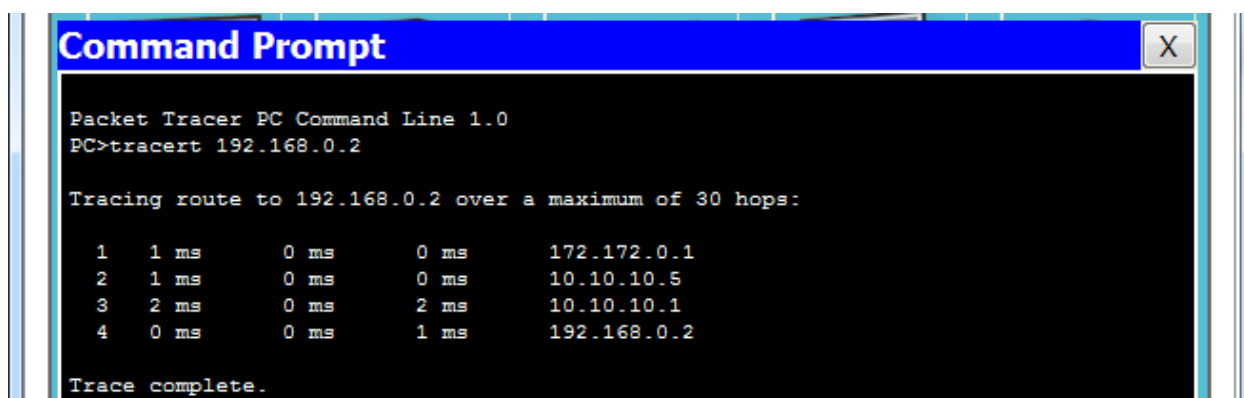 Command Prompt X
Packet Tracer PC Command Line 1.0
PC>tracert 192.168.0.2
Tracing route to 192.168.0.2 over a maximum of 30 hops:
1 1 ms 0 ms 0 ms 172.172.0.1
2 1 ms 0 ms 0 ms 10.10.10.5
3 2 ms 0 ms 2 ms 10.10.10.1
4 0 ms 0 ms 1 ms 192.168.0.2
Trace complete.